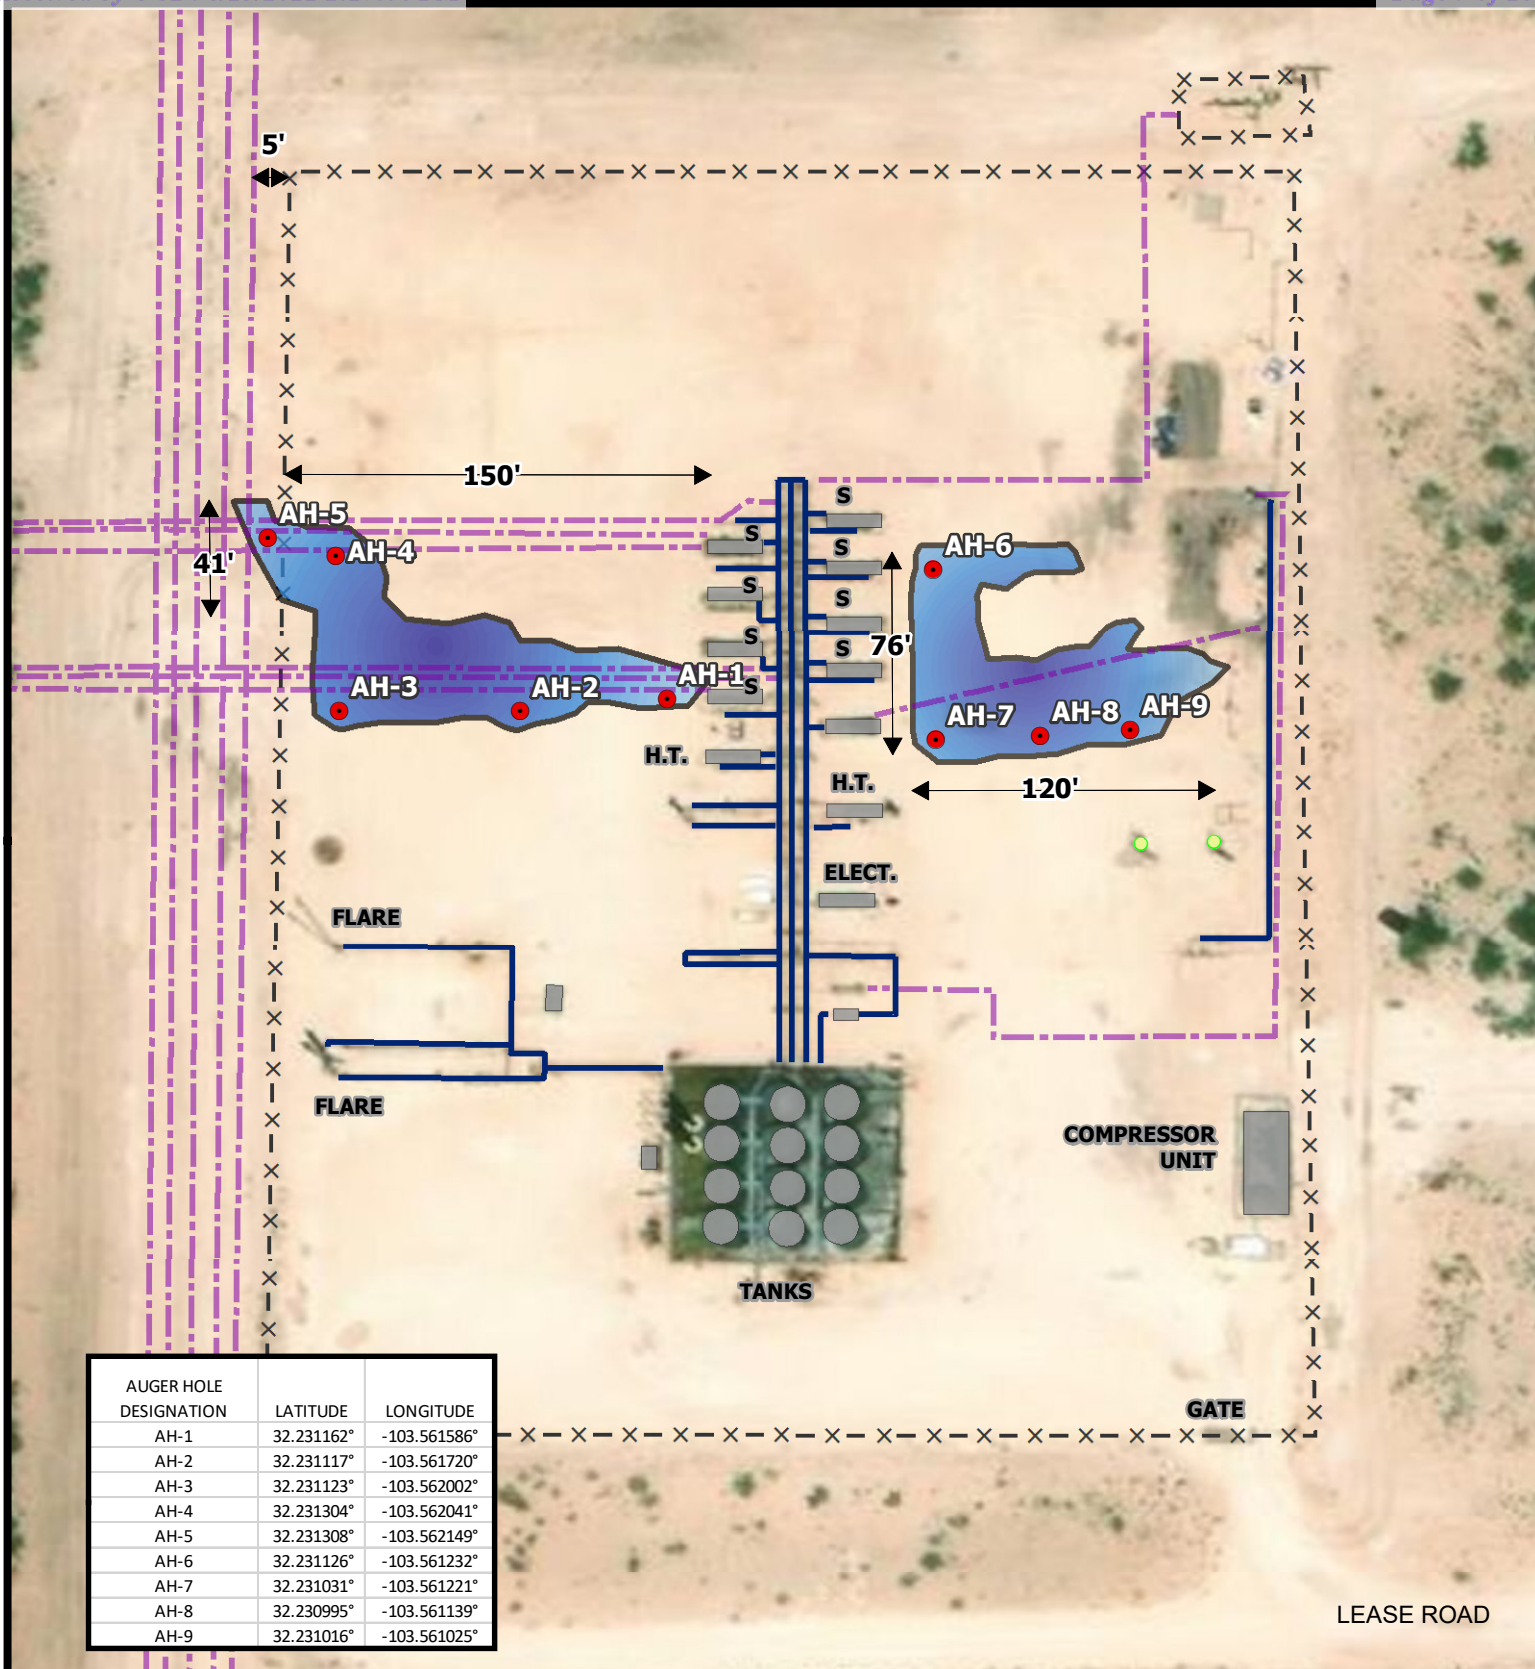 5'
150'
41'
AH-5
AH-4
AH-3
AH-2
AH-1
S
S
S
S
S
S
S
S
76'
AH-6
AH-7
AH-8
AH-9
120'
H.T.
H.T.
ELECT.
FLARE
FLARE
COMPRESSOR
UNIT
TANKS
GATE
LEASE ROAD
AUGER HOLE
DESIGNATION LATITUDE LONGITUDE
AH-1 32.231162° -103.561586°
AH-2 32.231117° -103.561720°
AH-3 32.231123° -103.562002°
AH-4 32.231304° -103.562041°
AH-5 32.231308° -103.562149°
AH-6 32.231126° -103.561232°
AH-7 32.231031° -103.561221°
AH-8 32.230995° -103.561139°
AH-9 32.231016° -103.561025°